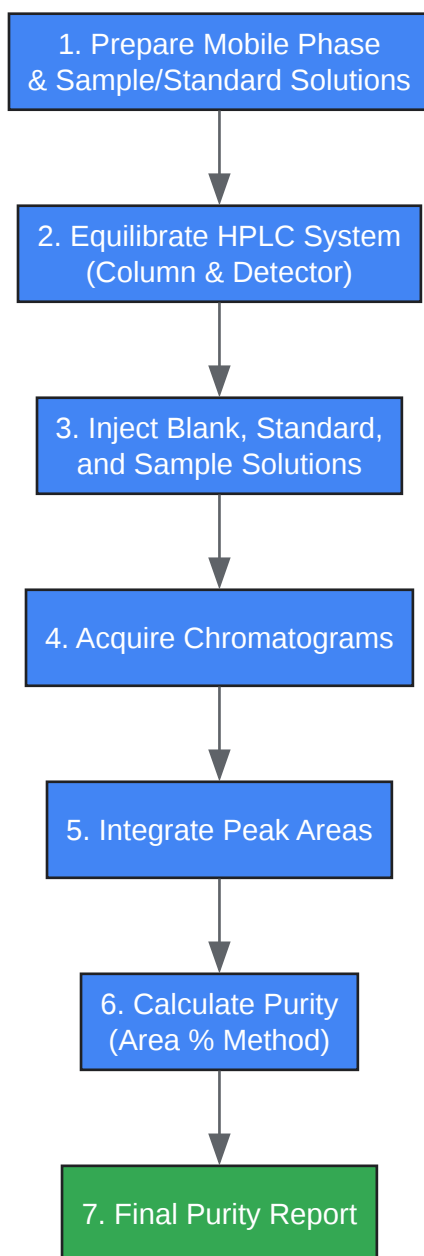 1. Prepare Mobile Phase
& Sample/Standard Solutions
2. Equilibrate HPLC System
(Column & Detector)
3. Inject Blank, Standard,
and Sample Solutions
4. Acquire Chromatograms
5. Integrate Peak Areas
6. Calculate Purity
(Area % Method)
7. Final Purity Report